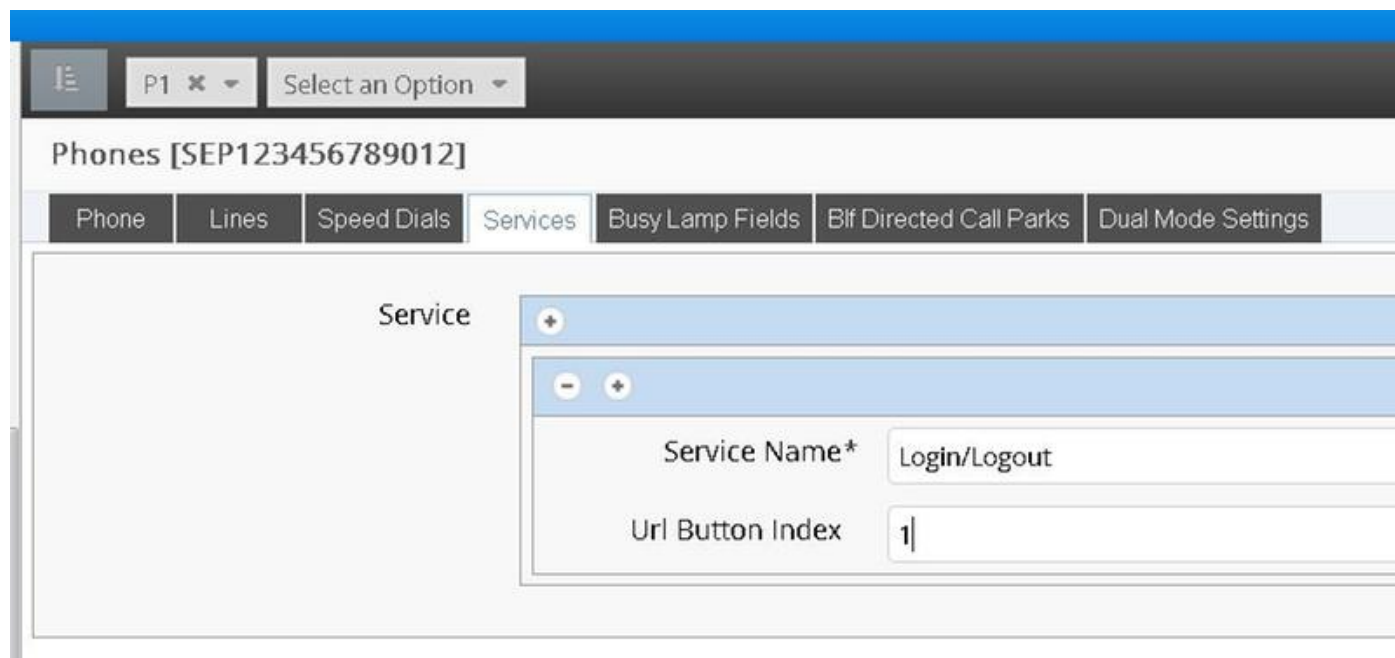 P1 Select an Option
Phones [SEP123456789012]
Phone Lines Speed Dials Services Busy Lamp Fields Blf Directed Call Parks Dual Mode Settings
Service
Service Name* Login/Logout
Url Button Index 1